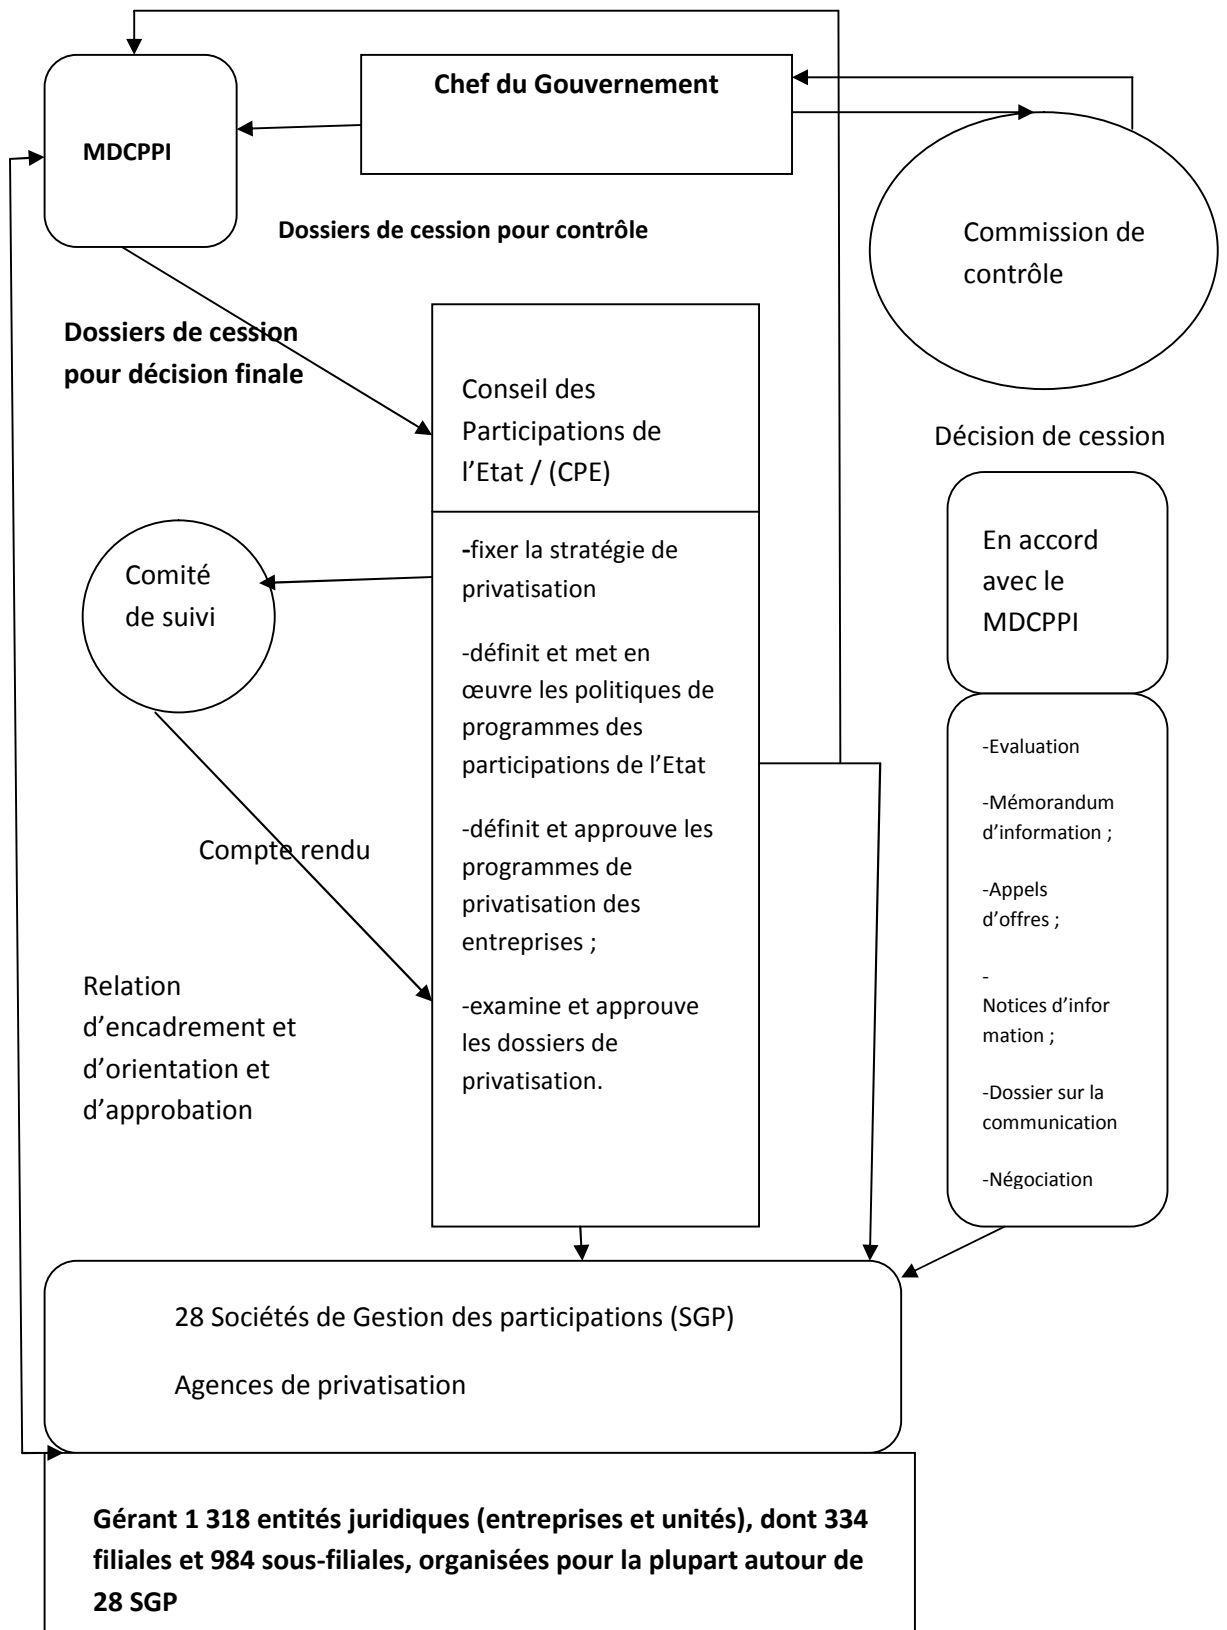 Chef du Gouvernement
MDCPPI
Dossiers de cession pour contrôle
Commission de
contrôle
Dossiers de cession
pour décision finale
Conseil des
Participations de
l’Etat / (CPE)
Décision de cession
En accord
avec le
MDCPPI
Comité
de suivi
-fixer la stratégie de
privatisation
-définit et met en
œuvre les politiques de
programmes des
participations de l’Etat
-définit et approuve les
programmes de
privatisation des
entreprises ;
-examine et approuve
les dossiers de
privatisation.
Compte rendu
Relation
d’encadrement et
d’orientation et
d’approbation
-Evaluation
-Mémorandum
d’information ;
-Appels
d’offres ;
-
Notices d’infor
mation ;
-Dossier sur la
communication
-Négociation
28 Sociétés de Gestion des participations (SGP)
Agences de privatisation
Gérant 1 318 entités juridiques (entreprises et unités), dont 334
filiales et 984 sous-filiales, organisées pour la plupart autour de
28 SGP